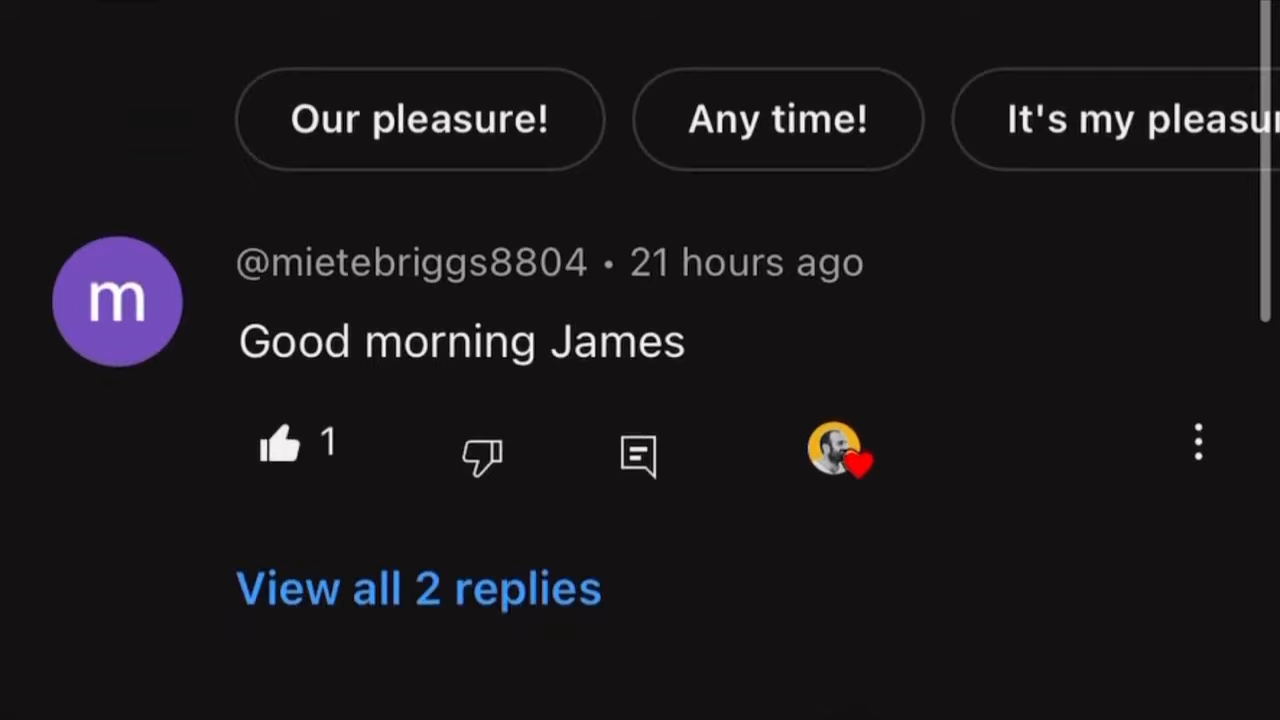 Our pleasure! Any time! It's my pleasu
m
@mietebriggs8804 • 21 hours ago
Good morning James
1
View all 2 replies